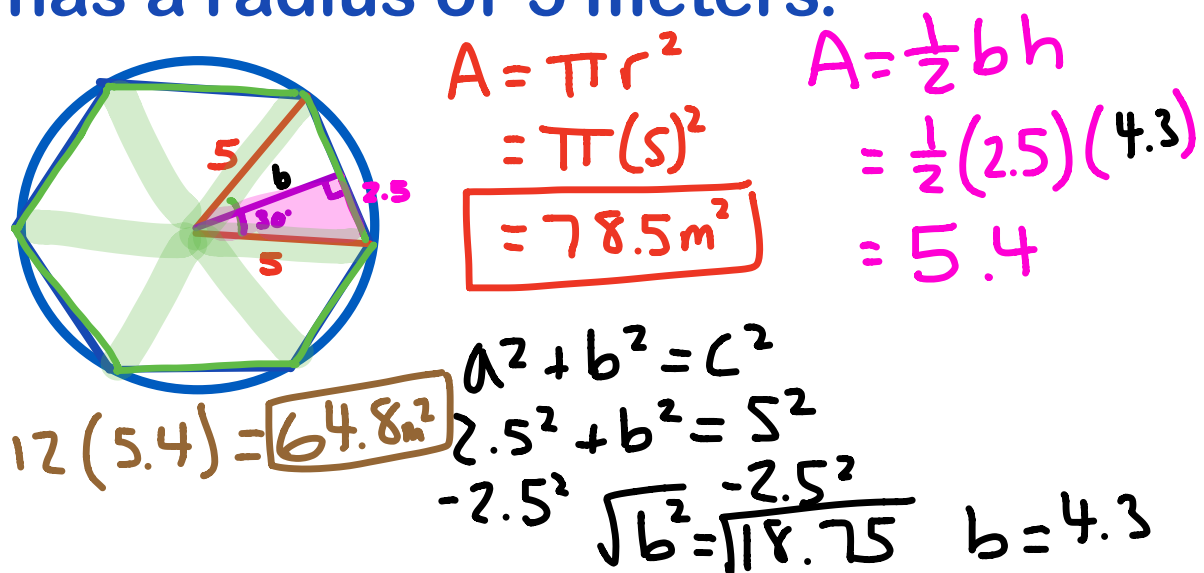 has a radius of 5 meters.
5
b
2.5
30°
5
A = πr²
= π(5)²
= 78.5m²
A = ½bh
= ½(2.5)(4.3)
= 5.4
a² + b² = c²
2.5² + b² = 5²
-2.5² -2.5²
√b² = √18.75 b = 4.3
12(5.4) = 64.8m²